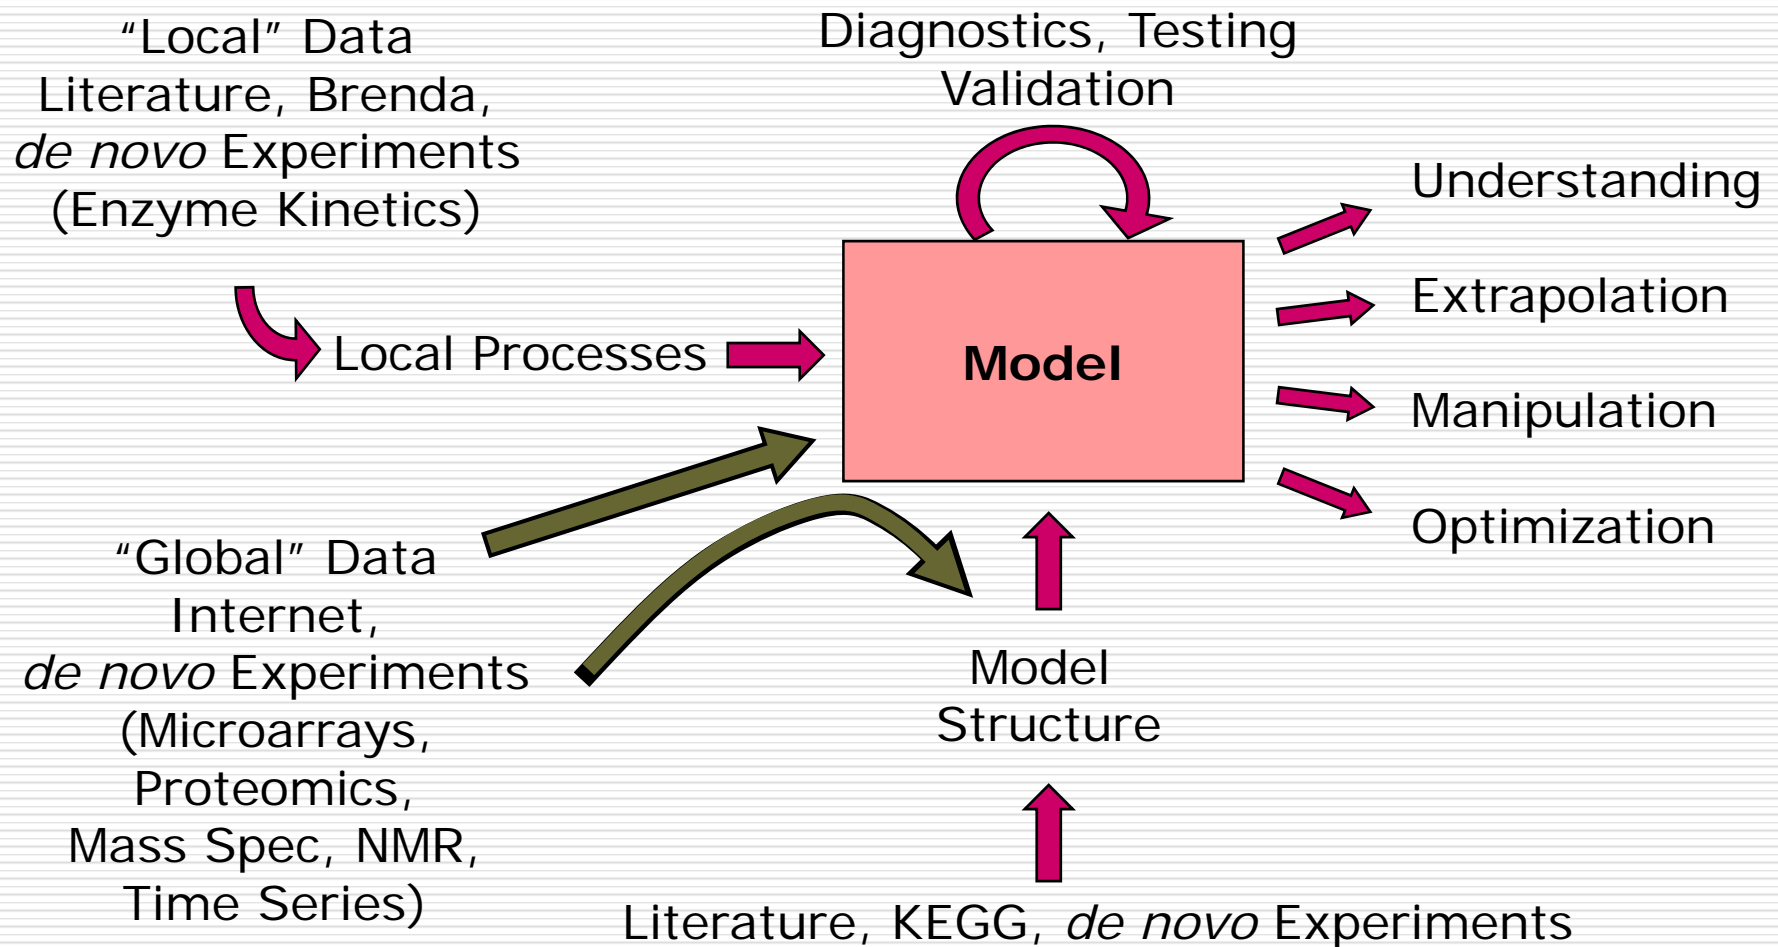 “Local” Data
Literature, Brenda,
de novo Experiments
(Enzyme Kinetics)
Diagnostics, Testing
Validation
Local Processes
Model
Understanding
Extrapolation
Manipulation
Optimization
“Global” Data
Internet,
de novo Experiments
(Microarrays,
Proteomics,
Mass Spec, NMR,
Time Series)
Model
Structure
Literature, KEGG, de novo Experiments